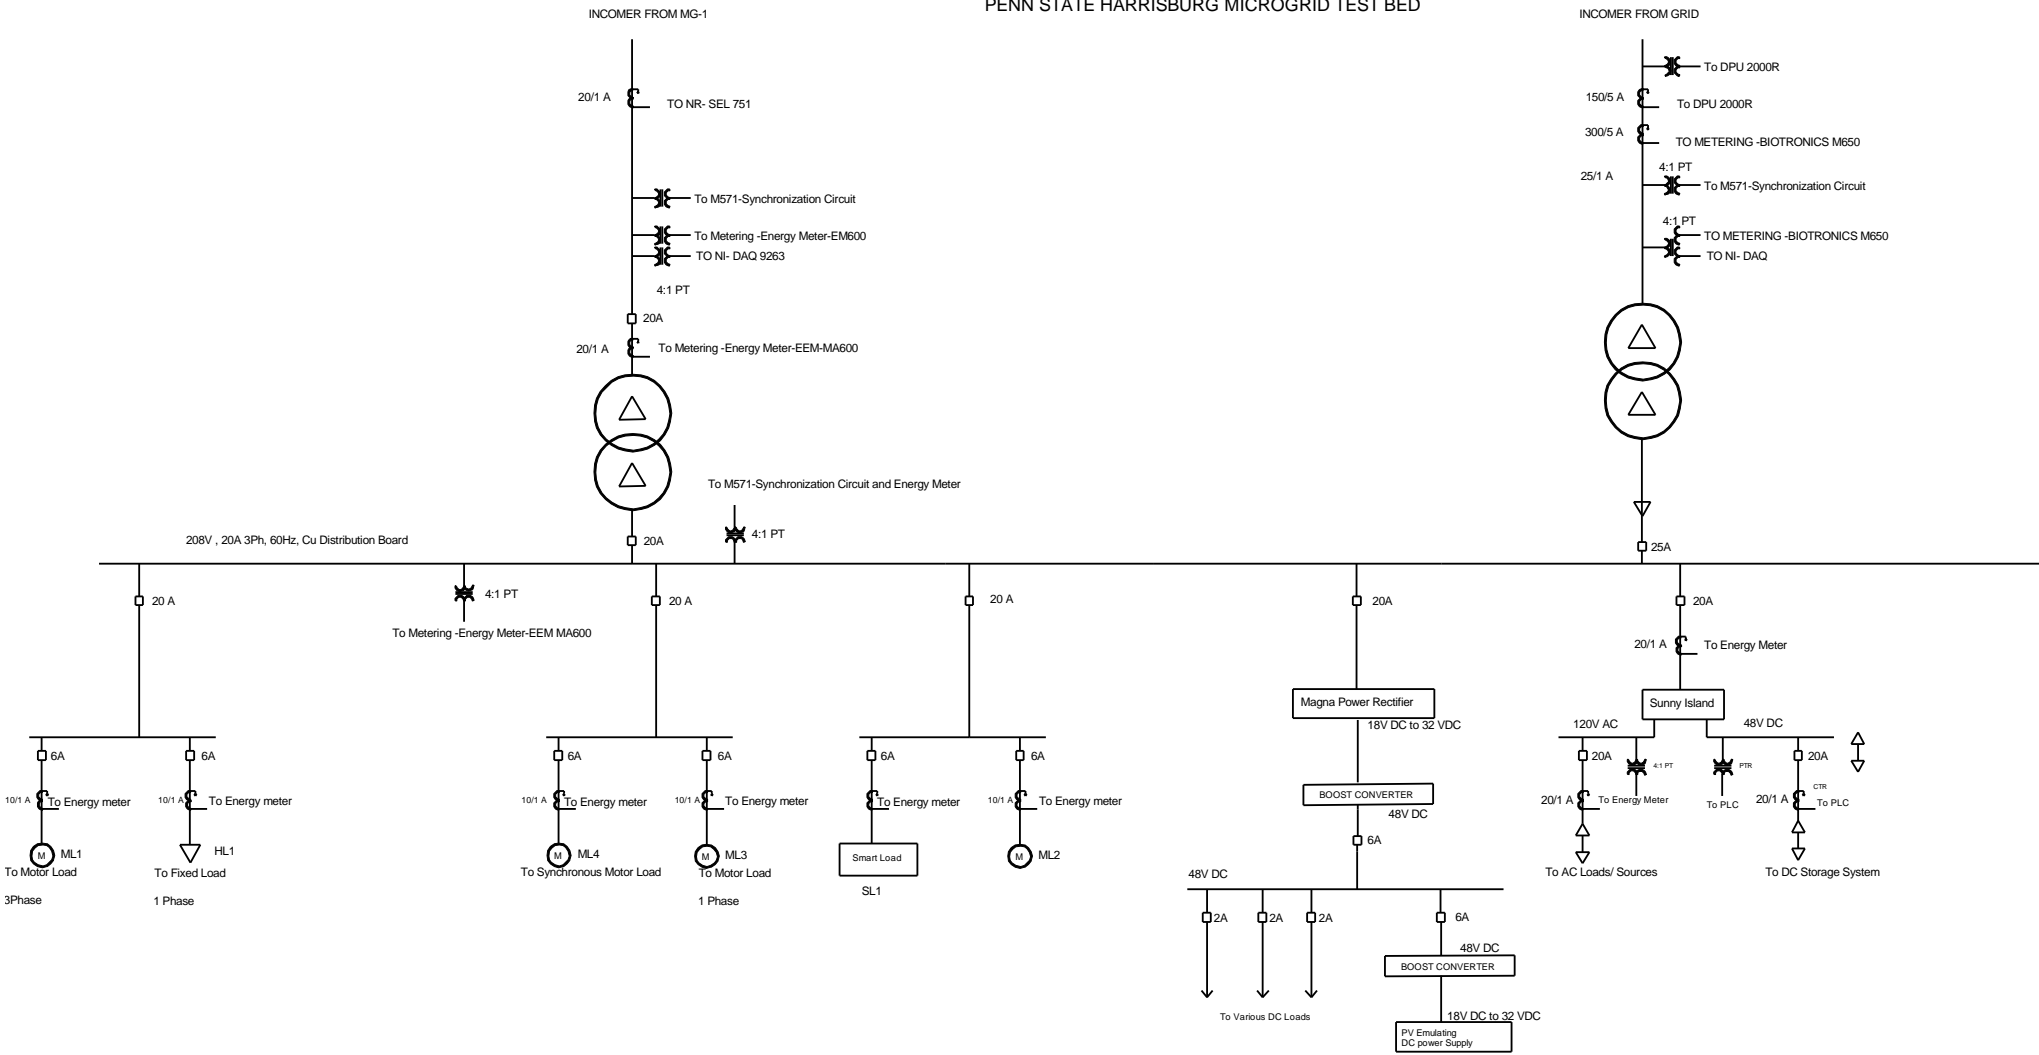 PENN STATE HARRISBURG MICROGRID TEST BED
INCOMER FROM MG-1
INCOMER FROM GRID
To DPU 2000R
20/1 A
TO NR- SEL 751
150/5 A
To DPU 2000R
300/5 A
TO METERING -BIOTRONICS M650
4:1 PT
25/1 A
To M571-Synchronization Circuit
To M571-Synchronization Circuit
4:1 PT
To Metering -Energy Meter-EM600
TO METERING -BIOTRONICS M650
TO NI- DAQ 9263
TO NI- DAQ
4:1 PT
20A
20/1 A
To Metering -Energy Meter-EEM-MA600
To M571-Synchronization Circuit and Energy Meter
4:1 PT
208V , 20A 3Ph, 60Hz, Cu Distribution Board
20A
25A
20 A
4:1 PT
20 A
20 A
20A
20A
To Metering -Energy Meter-EEM MA600
20/1 A
To Energy Meter
Magna Power Rectifier
Sunny Island
18V DC to 32 VDC
120V AC
48V DC
6A
6A
6A
6A
6A
6A
20A
4:1 PT
PTR
20A
BOOST CONVERTER
48V DC
10/1 A
To Energy meter
10/1 A
To Energy meter
10/1 A
To Energy meter
10/1 A
To Energy meter
To Energy meter
10/1 A
To Energy meter
20/1 A
To Energy Meter
To PLC
20/1 A
CTR
To PLC
6A
M
ML1
HL1
M
ML4
M
ML3
Smart Load
M
ML2
To Motor Load
3Phase
To Fixed Load
1 Phase
To Synchronous Motor Load
To Motor Load
1 Phase
SL1
To AC Loads/ Sources
To DC Storage System
48V DC
2A
2A
2A
6A
48V DC
BOOST CONVERTER
To Various DC Loads
18V DC to 32 VDC
PV Emulating
DC power Supply